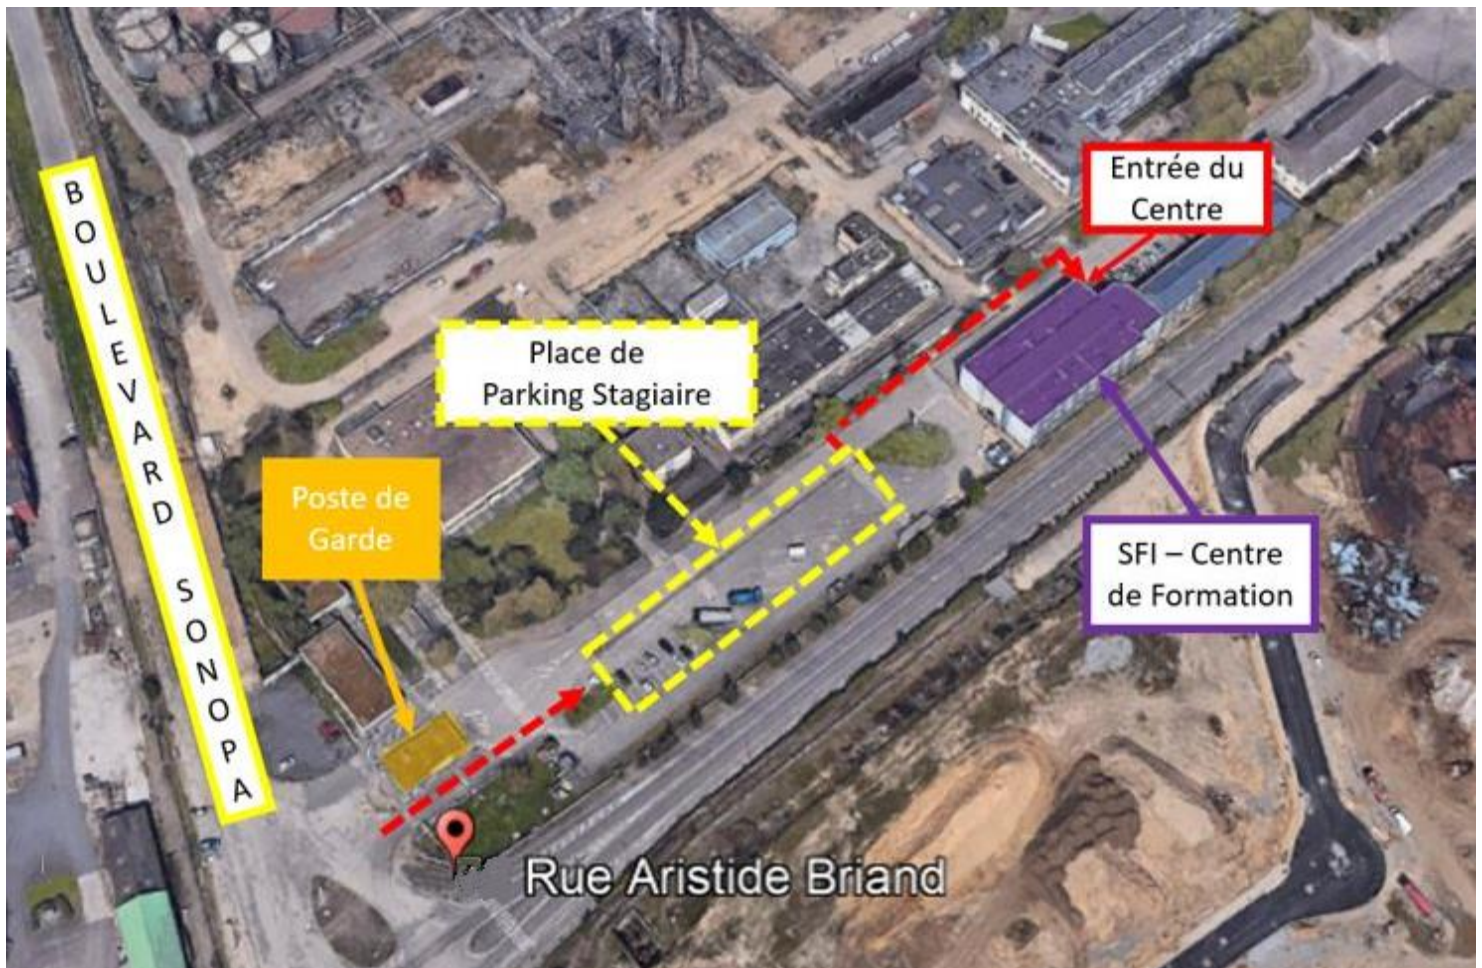 BOULEVARD SONOPA
Entrée du
Centre
Place de
Parking Stagiaire
Poste de
Garde
SFI – Centre
de Formation
Rue Aristide Briand